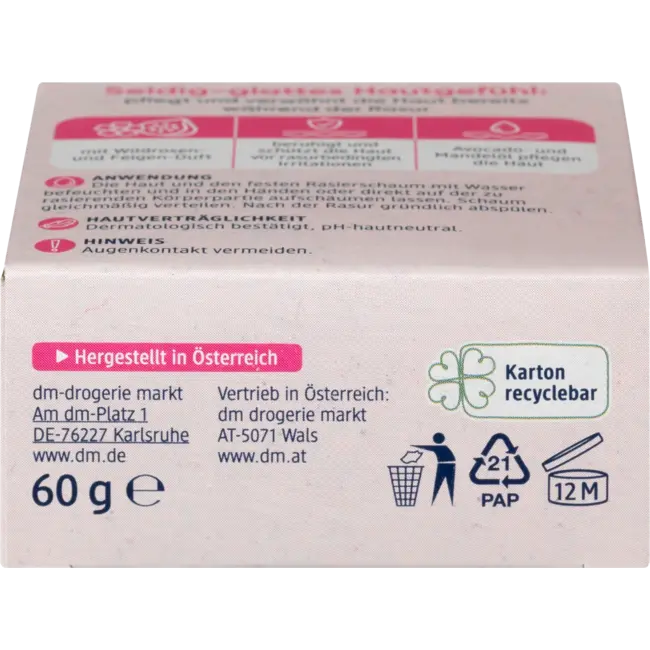 Seidig-glattes Hautgefühl:
pflegt und verwöhnt die Haut bereits
während der Rasur
mit Wildrosen-
und Feigen-Duft
beruhigt und
schützt die Haut
vor rasurbedingten
Irritationen
Avocado- und
Mandelöl pflegen
die Haut
ANWENDUNG
Die Haut und den festen Rasierschaum mit Wasser
befeuchten und in den Händen oder direkt auf der zu
rasierenden Körperpartie aufschäumen lassen. Schaum
gleichmäßig verteilen. Nach der Rasur gründlich abspülen.
HAUTVERTRÄGLICHKEIT
Dermatologisch bestätigt, pH-hautneutral.
HINWEIS
Augenkontakt vermeiden.
Hergestellt in Österreich
dm-drogerie markt
Am dm-Platz 1
DE-76227 Karlsruhe
www.dm.de
60 g ℮
Vertrieb in Österreich:
dm drogerie markt
AT-5071 Wals
www.dm.at
Karton
recyclebar
21
PAP
12 M